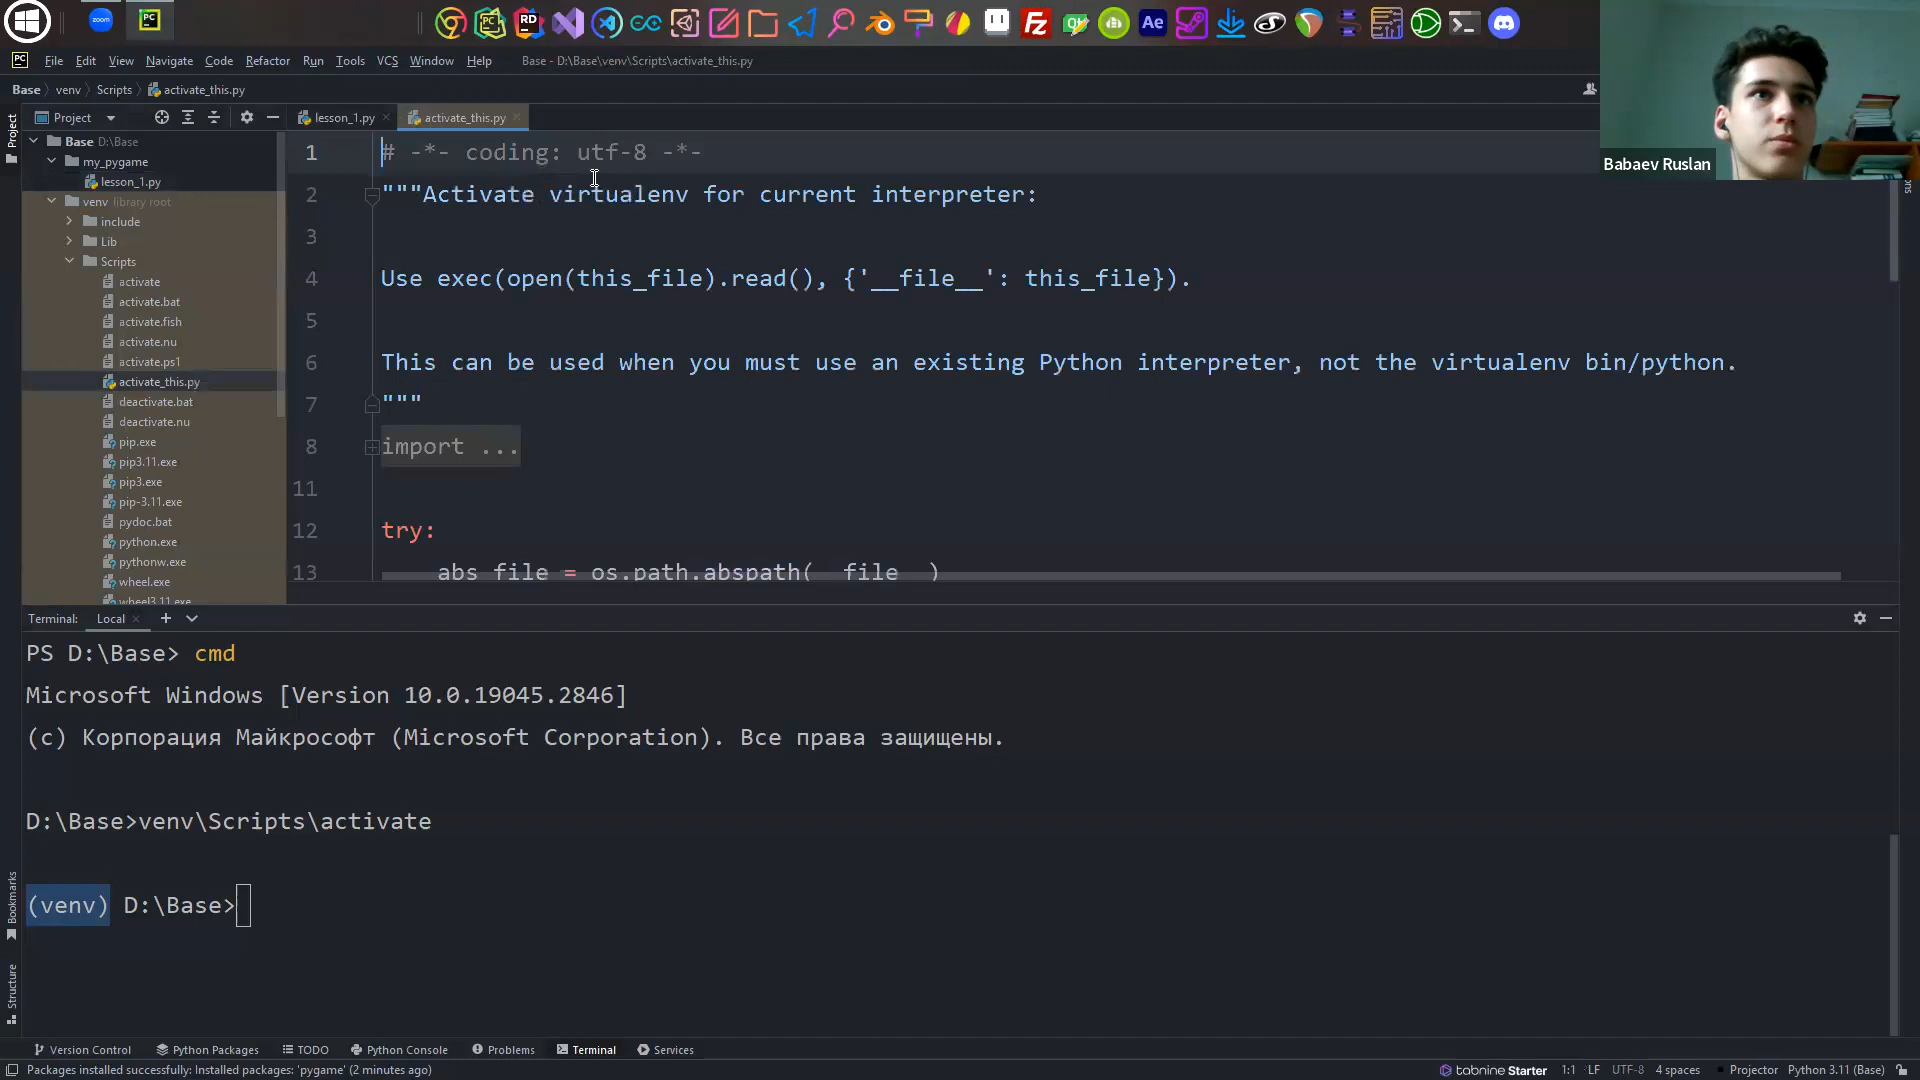 zoom
PC
RD
Fz
Qt
Ae
PC
File Edit View Navigate Code Refactor Run Tools VCS Window Help
Base - D:\Base\venv\Scripts\activate_this.py
Base venv Scripts activate_this.py
Project
lesson_1.py
activate_this.py
Project
Base D:\Base
my_pygame
lesson_1.py
venv library root
include
Lib
Scripts
activate
activate.bat
activate.fish
activate.nu
activate.ps1
activate_this.py
deactivate.bat
deactivate.nu
pip.exe
pip3.11.exe
pip3.exe
pip-3.11.exe
pydoc.bat
python.exe
pythonw.exe
wheel.exe
wheel3.11.exe
1 # -*- coding: utf-8 -*-
2 """Activate virtualenv for current interpreter:
3
4 Use exec(open(this_file).read(), {'__file__': this_file}).
5
6 This can be used when you must use an existing Python interpreter, not the virtualenv bin/python.
7 """
8 import ...
11
12 try:
13 abs_file = os.path.abspath(__file__)
Babaev Ruslan
Terminal: Local
PS D:\Base> cmd
Microsoft Windows [Version 10.0.19045.2846]
(c) Корпорация Майкрософт (Microsoft Corporation). Все права защищены.
D:\Base>venv\Scripts\activate
(venv) D:\Base>
Bookmarks
Structure
Version Control Python Packages TODO Python Console Problems Terminal Services
Packages installed successfully: Installed packages: 'pygame' (2 minutes ago)
tabnine Starter 1:1 LF UTF-8 4 spaces Projector Python 3.11 (Base)